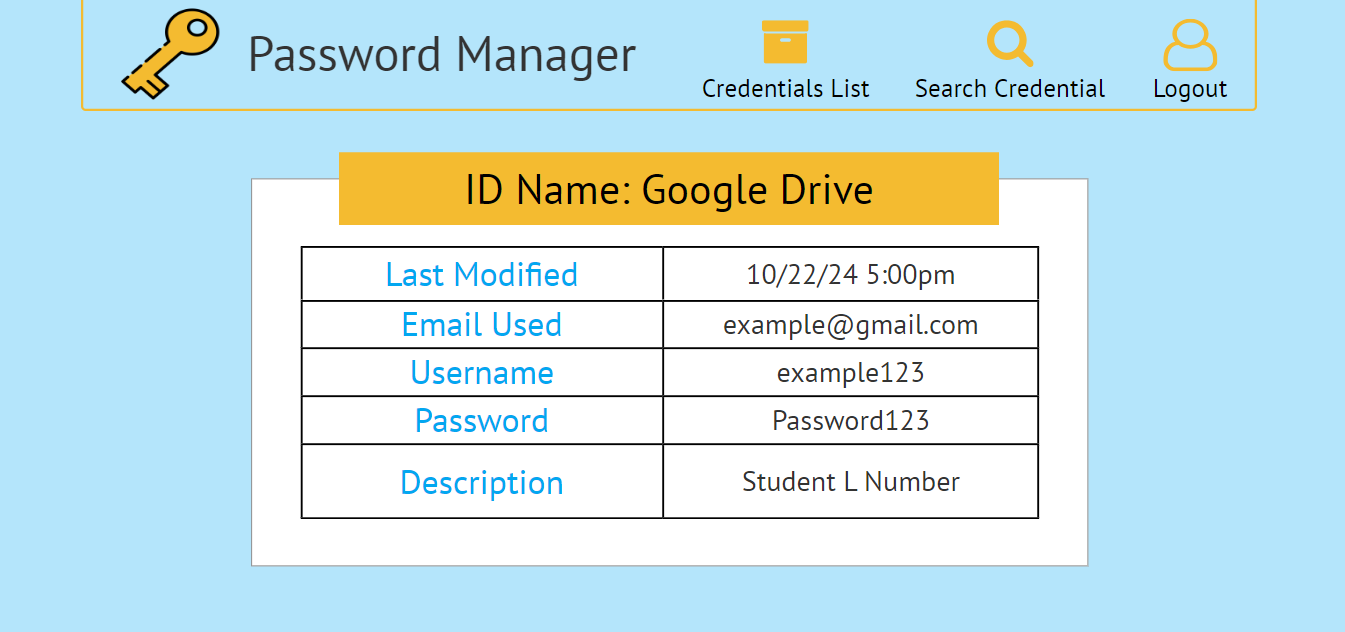 Password Manager
Credentials List
Search Credential
Logout
ID Name: Google Drive
Last Modified 10/22/24 5:00pm
Email Used example@gmail.com
Username example123
Password Password123
Description Student L Number